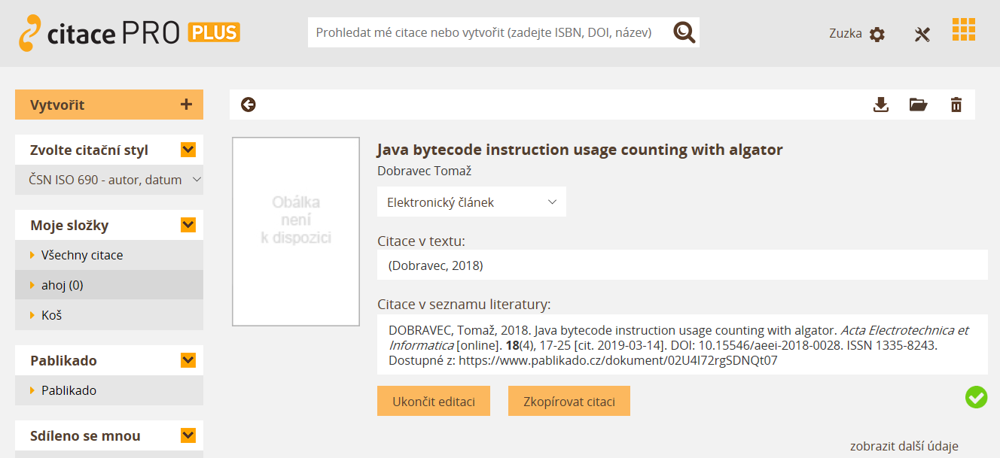 citace PRO PLUS
Prohledat mé citace nebo vytvořit (zadejte ISBN, DOI, název)
Zuzka
Vytvořit
Zvolte citační styl
ČSN ISO 690 - autor, datum
Moje složky
Všechny citace
ahoj (0)
Koš
Pablikado
Pablikado
Sdíleno se mnou
Obálka
není
k dispozici
Java bytecode instruction usage counting with algator
Dobravec Tomaž
Elektronický článek
Citace v textu:
(Dobravec, 2018)
Citace v seznamu literatury:
DOBRAVEC, Tomaž, 2018. Java bytecode instruction usage counting with algator. Acta Electrotechnica et
Informatica [online]. 18(4), 17-25 [cit. 2019-03-14]. DOI: 10.15546/aeei-2018-0028. ISSN 1335-8243.
Dostupné z: https://www.pablikado.cz/dokument/02U4I72rgSDNQt07
Ukončit editaci
Zkopírovat citaci
zobrazit další údaje